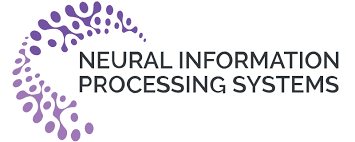 NEURAL INFORMATION
PROCESSING SYSTEMS